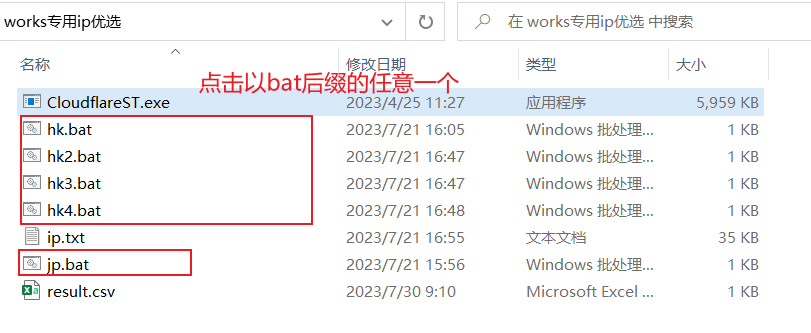 works专用ip优选
在 works专用ip优选 中搜索
名称 修改日期 类型 大小
点击以bat后缀的任意一个
CloudflareST.exe 2023/4/25 11:27 应用程序 5,959 KB
hk.bat 2023/7/21 16:05 Windows 批处理... 1 KB
hk2.bat 2023/7/21 16:47 Windows 批处理... 1 KB
hk3.bat 2023/7/21 16:47 Windows 批处理... 1 KB
hk4.bat 2023/7/21 16:48 Windows 批处理... 1 KB
ip.txt 2023/7/21 16:55 文本文档 35 KB
jp.bat 2023/7/21 15:56 Windows 批处理... 1 KB
result.csv 2023/7/30 9:10 Microsoft Excel ... 1 KB